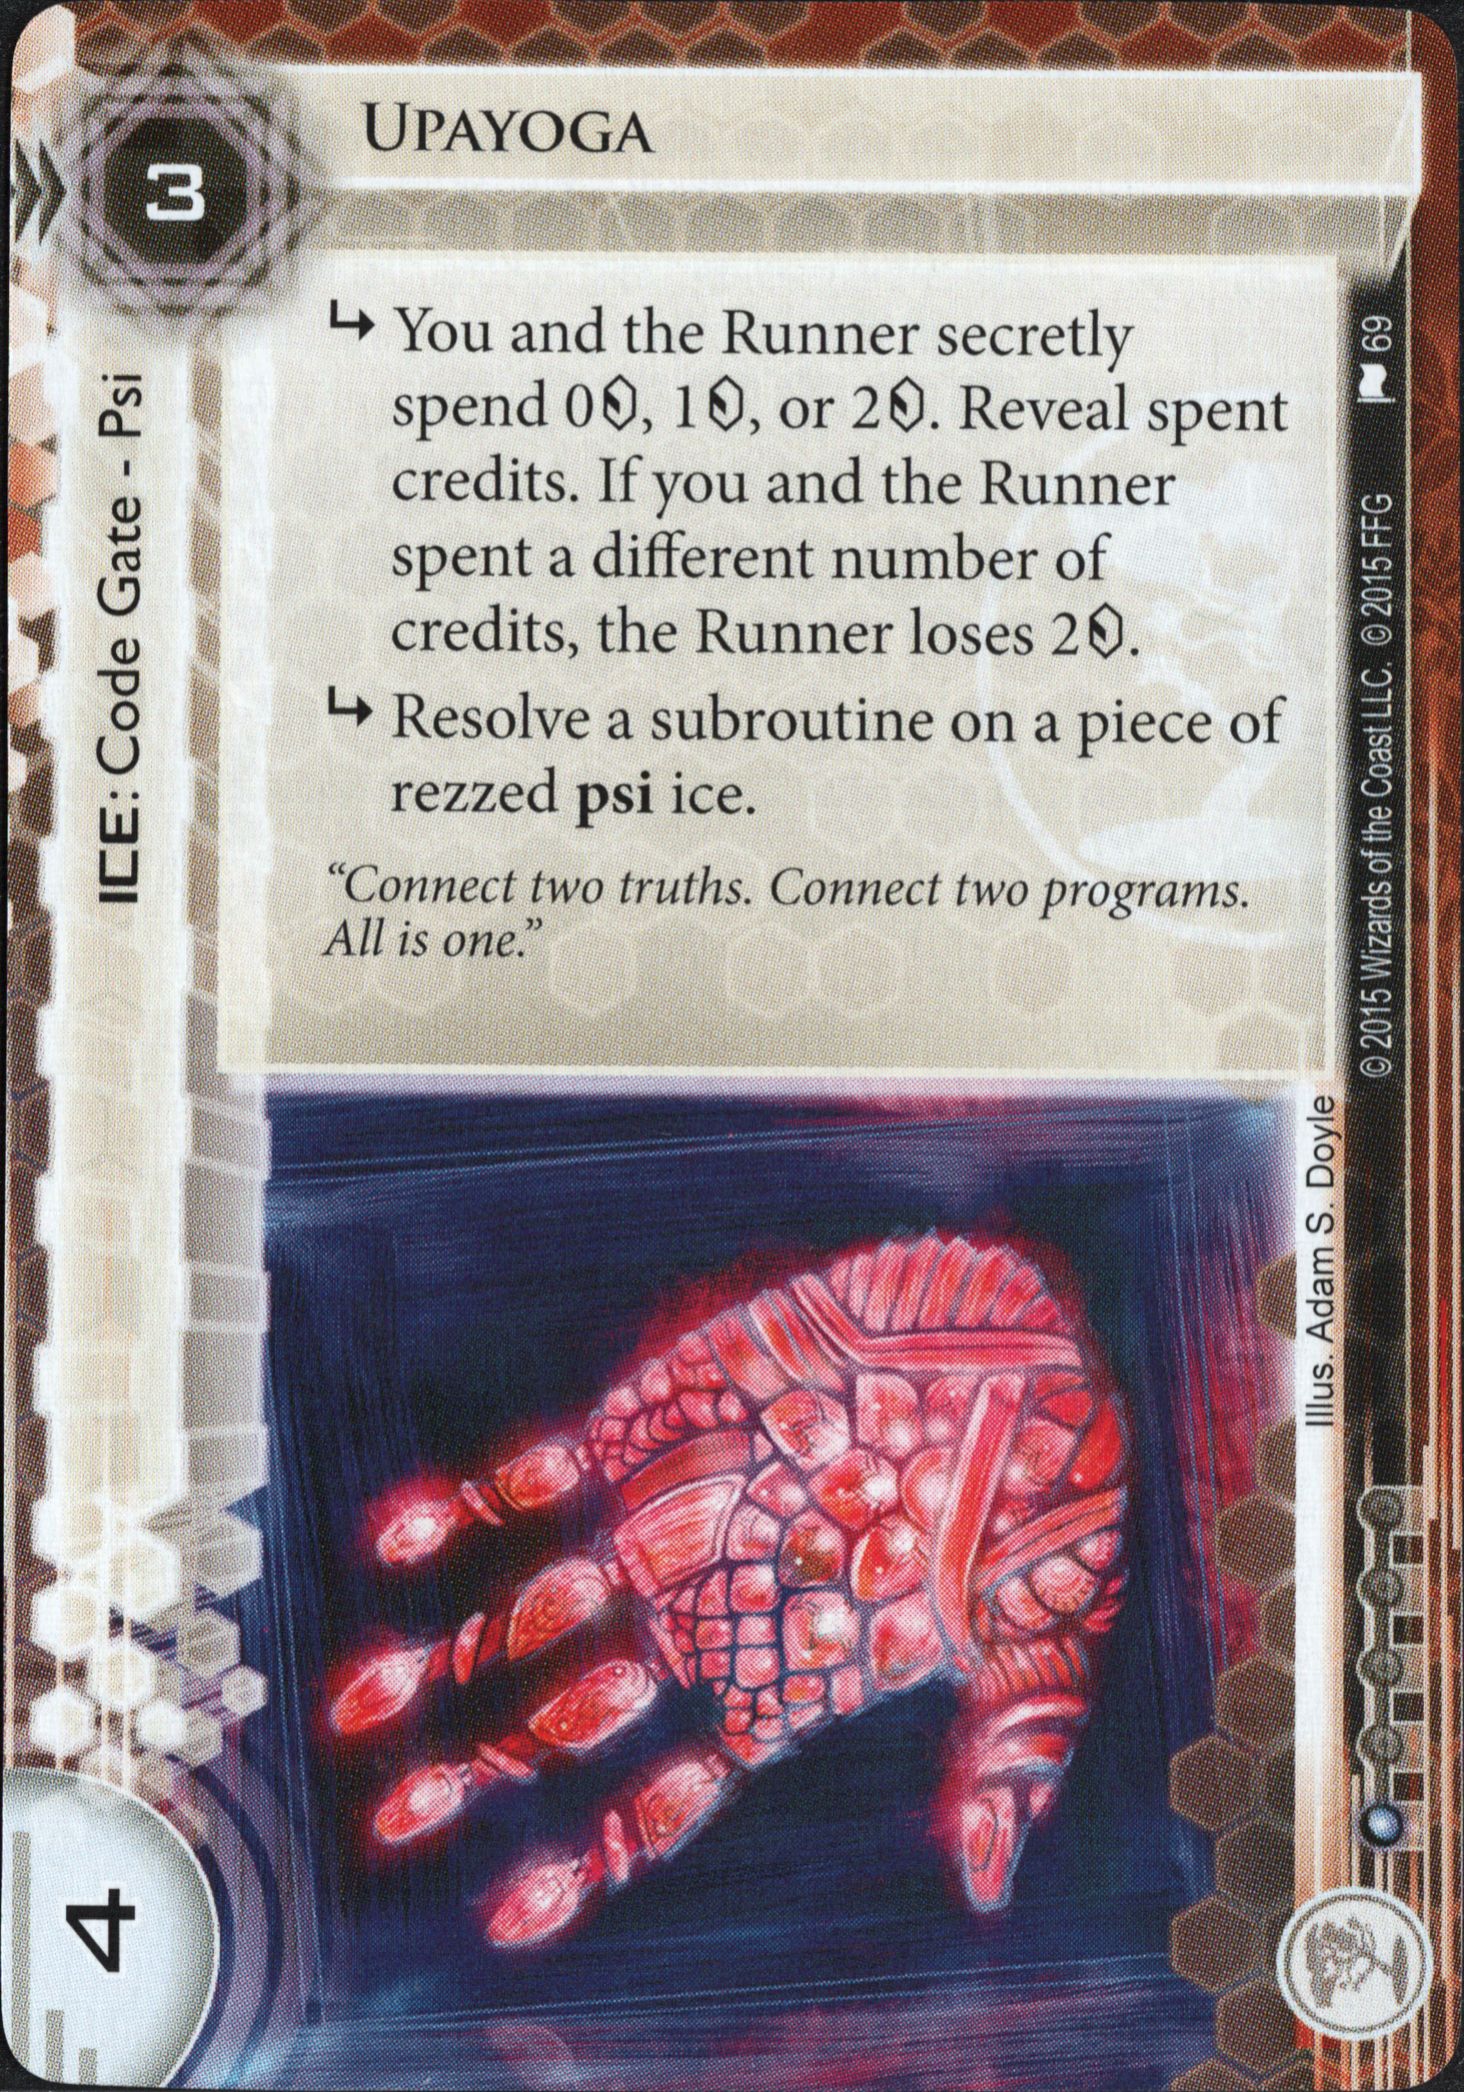 UPAYOGA
3
You and the Runner secretly
spend 0, 1, or 2. Reveal spent
credits. If you and the Runner
spent a different number of
credits, the Runner loses 2.
Resolve a subroutine on a piece of
rezzed psi ice.
“Connect two truths. Connect two programs.
All is one.”
ICE: Code Gate - Psi
4
Illus. Adam S. Doyle
© 2015 Wizards of the Coast LLC. © 2015 FFG 69